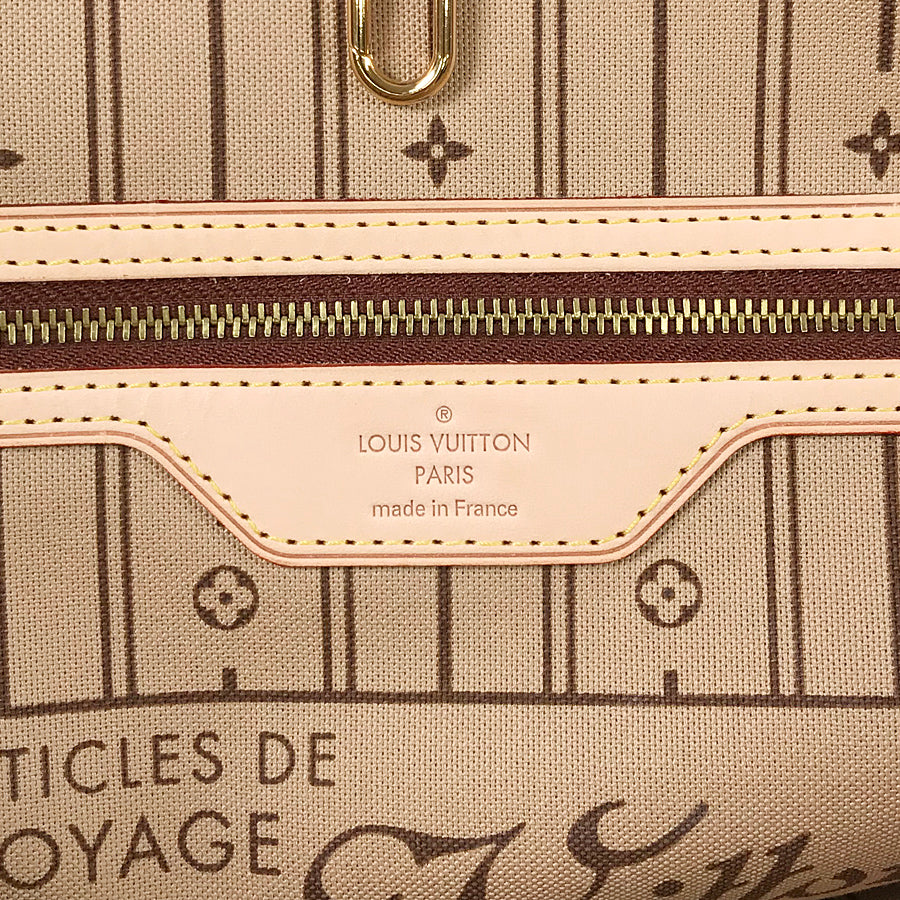 ®
LOUIS VUITTON
PARIS
made in France
TICLES DE
OYAGE